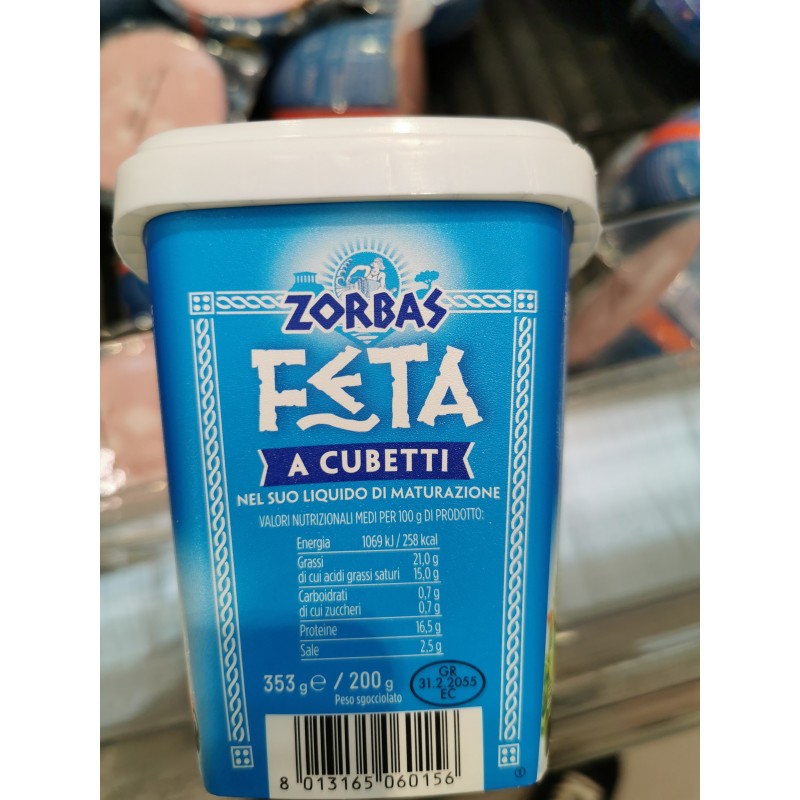 ZORBAS
FETA
A CUBETTI
NEL SUO LIQUIDO DI MATURAZIONE
VALORI NUTRIZIONALI MEDI PER 100 g DI PRODOTTO:
Energia 1069 kJ / 258 kcal
Grassi 21,0 g
di cui acidi grassi saturi 15,0 g
Carboidrati 0,7 g
di cui zuccheri 0,7 g
Proteine 16,5 g
Sale 2,5 g
353 g e / 200 g
Peso sgocciolato
GR
31.2.2055
EC
8 013165 060156